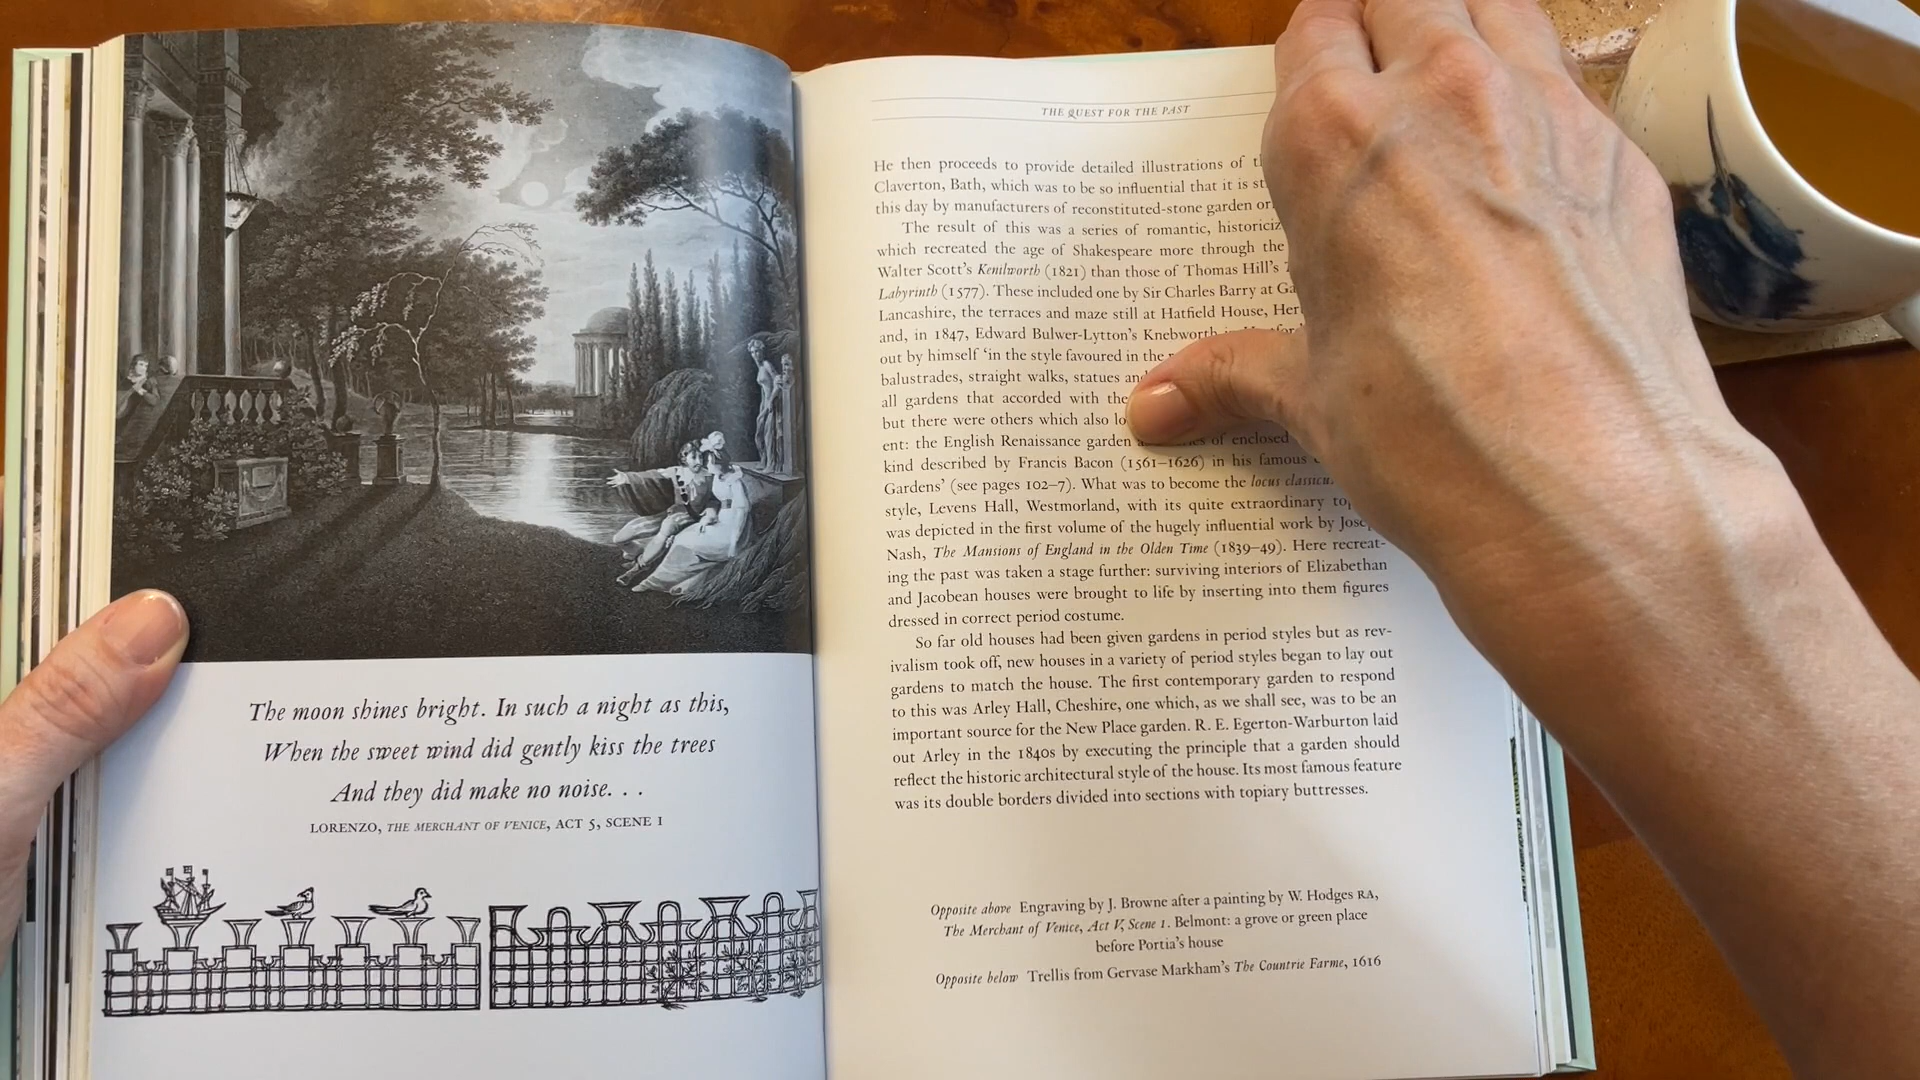 The moon shines bright. In such a night as this,
When the sweet wind did gently kiss the trees
And they did make no noise. . .
LORENZO, THE MERCHANT OF VENICE, ACT 5, SCENE 1
THE QUEST FOR THE PAST
He then proceeds to provide detailed illustrations of
Claverton, Bath, which was to be so influential that it is
this day by manufacturers of reconstituted-stone garden
The result of this was a series of romantic,
which recreated the age of Shakespeare more through the
Walter Scott's Kenilworth (1821) than those of Thomas Hill's
Labyrinth (1577). These included one by Sir Charles Barry at
Lancashire, the terraces and maze still at Hatfield House,
and, in 1847, Edward Bulwer-Lytton's Knebworth
out by himself 'in the style favoured in the
balustrades, straight walks, statues
all gardens that accorded with the
but there were others which also
ent: the English Renaissance garden of enclosed
kind described by Francis Bacon (1561–1626) in his famous
Gardens' (see pages 102–7). What was to become the locus
style, Levens Hall, Westmorland, with its quite extraordinary
was depicted in the first volume of the hugely influential work by
Nash, The Mansions of England in the Olden Time (1839–49). Here recreat-
ing the past was taken a stage further: surviving interiors of Elizabethan
and Jacobean houses were brought to life by inserting into them figures
dressed in correct period costume.
So far old houses had been given gardens in period styles but as rev-
ivalism took off, new houses in a variety of period styles began to lay out
gardens to match the house. The first contemporary garden to respond
to this was Arley Hall, Cheshire, one which, as we shall see, was to be an
important source for the New Place garden. R. E. Egerton-Warburton laid
out Arley in the 1840s by executing the principle that a garden should
reflect the historic architectural style of the house. Its most famous feature
was its double borders divided into sections with topiary buttresses.
Opposite above Engraving by J. Browne after a painting by W. Hodges RA,
The Merchant of Venice, Act V, Scene 1. Belmont: a grove or green place
before Portia's house
Opposite below Trellis from Gervase Markham's The Countrie Farme, 1616